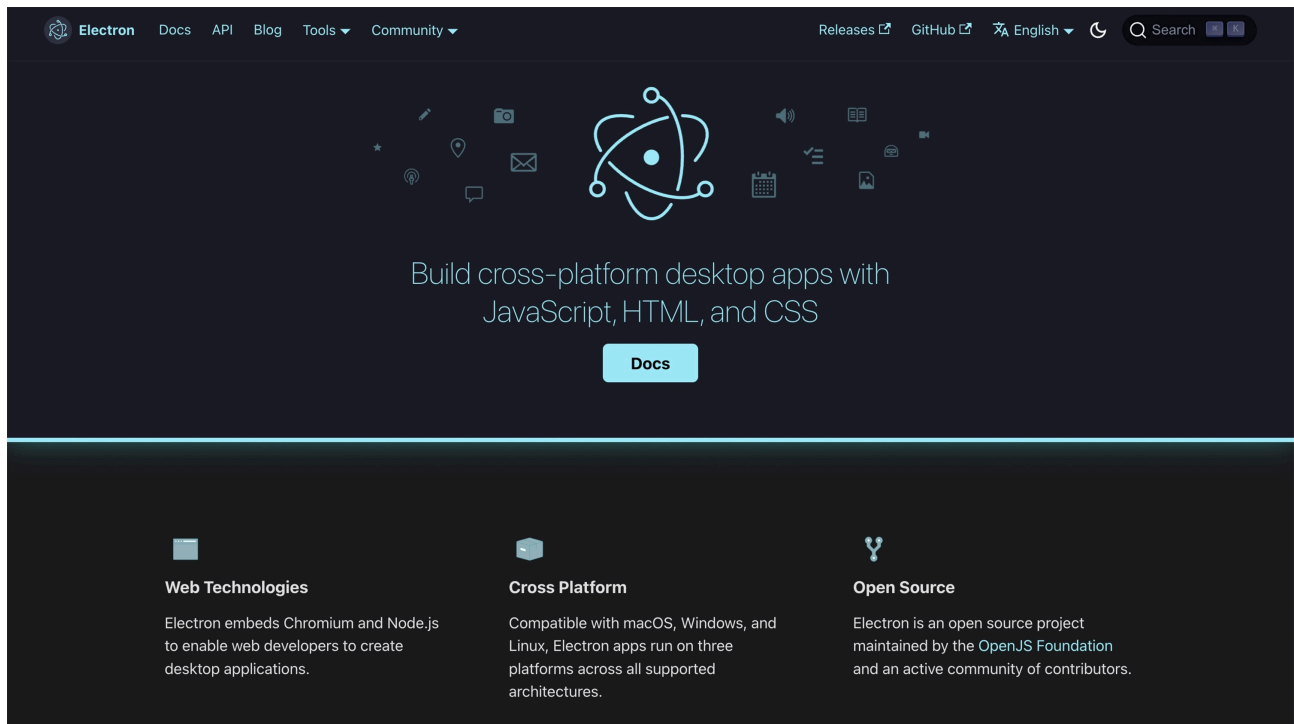 Electron Docs API Blog Tools Community Releases GitHub English Search ⌘ K
Build cross-platform desktop apps with
JavaScript, HTML, and CSS
Docs
Web Technologies
Electron embeds Chromium and Node.js
to enable web developers to create
desktop applications.
Cross Platform
Compatible with macOS, Windows, and
Linux, Electron apps run on three
platforms across all supported
architectures.
Open Source
Electron is an open source project
maintained by the OpenJS Foundation
and an active community of contributors.